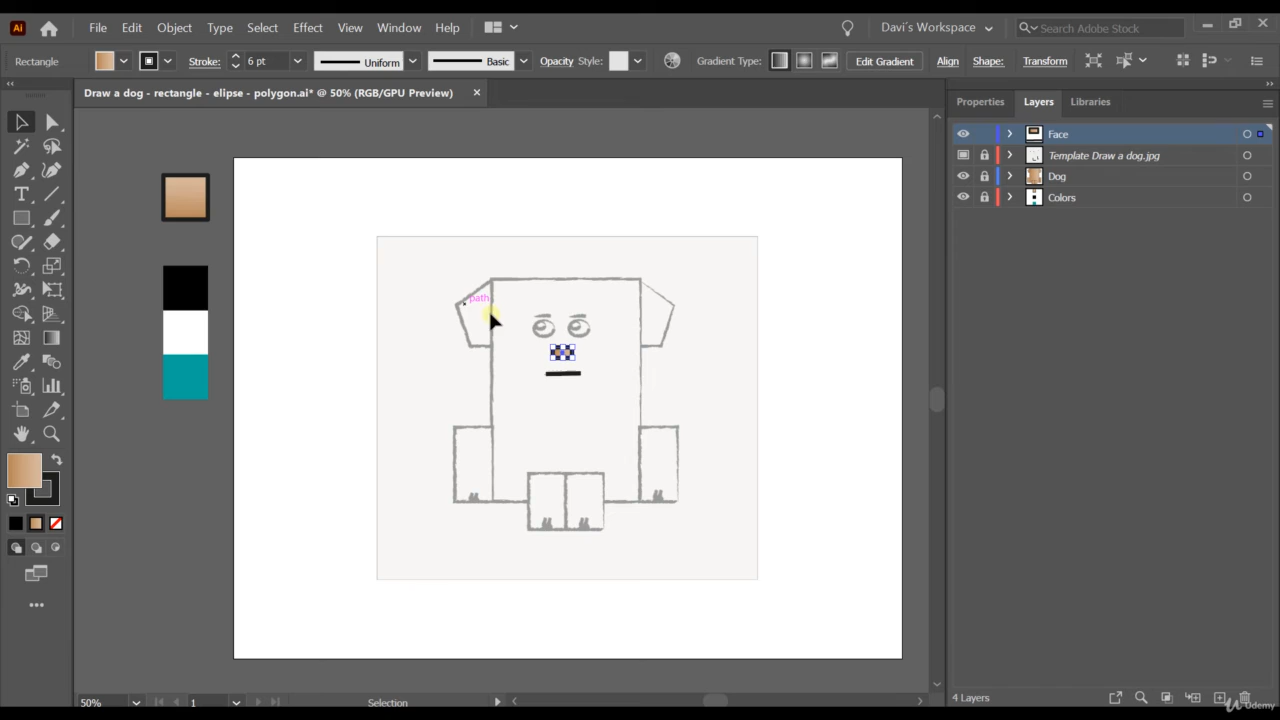 Ai File Edit Object Type Select Effect View Window Help Davi's Workspace Search Adobe Stock
Rectangle Stroke: 6 pt Uniform Basic Opacity Style: Gradient Type: Edit Gradient Align Shape: Transform
Draw a dog - rectangle - elipse - polygon.ai* @ 50% (RGB/GPU Preview)
Properties Layers Libraries
Face
Template Draw a dog.jpg
Dog
Colors
path
50% 1 Selection
4 Layers
Udemy